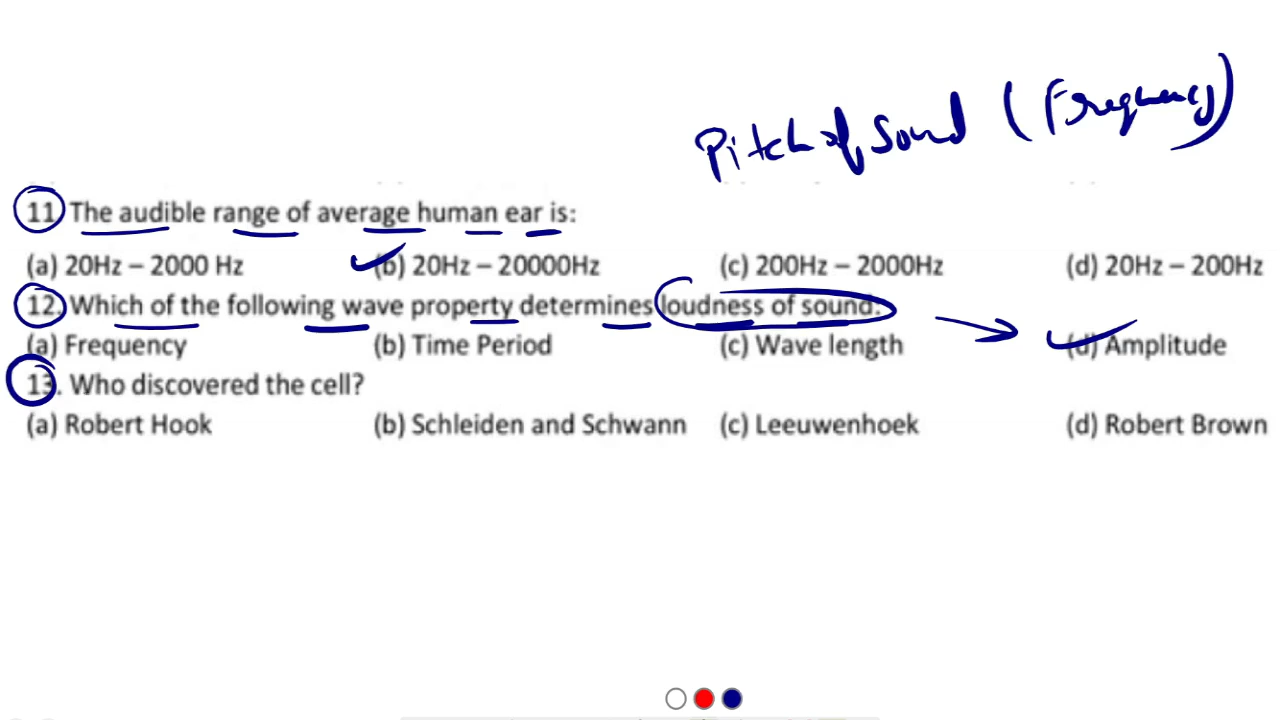 Pitch of Sound (Frequency)
11 The audible range of average human ear is:
(a) 20Hz – 2000 Hz (b) 20Hz – 20000Hz (c) 200Hz – 2000Hz (d) 20Hz – 200Hz
12. Which of the following wave property determines loudness of sound:
(a) Frequency (b) Time Period (c) Wave length (d) Amplitude
13. Who discovered the cell?
(a) Robert Hook (b) Schleiden and Schwann (c) Leeuwenhoek (d) Robert Brown